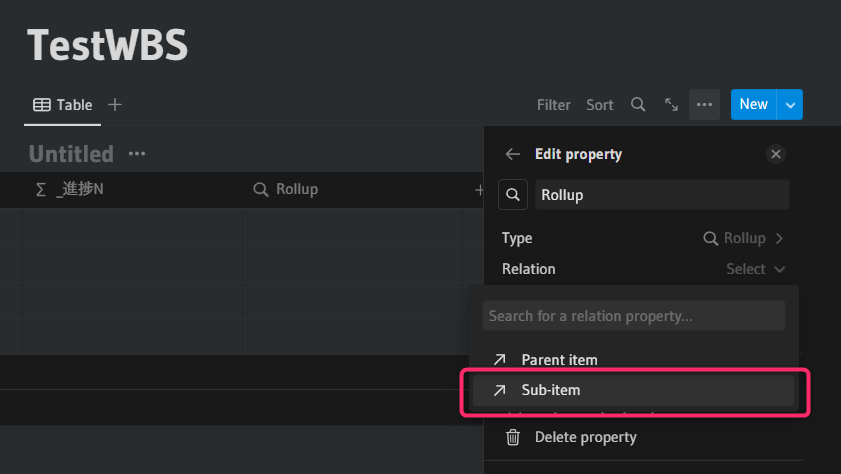 TestWBS
Table
Filter Sort New
Untitled
Edit property
_進捗N
Rollup
Rollup
Type
Rollup
Relation
Select
Search for a relation property...
Parent item
Sub-item
Delete property